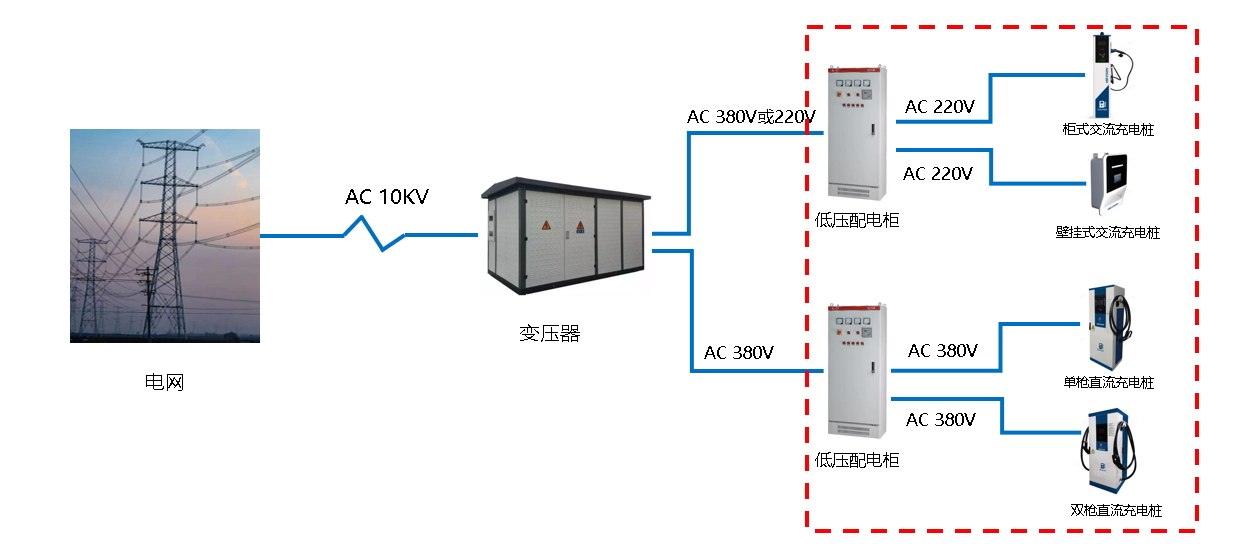 电网
AC 10KV
变压器
AC 380V或220V
AC 380V
低压配电柜
AC 220V
AC 220V
柜式交流充电桩
壁挂式交流充电桩
低压配电柜
AC 380V
AC 380V
单枪直流充电桩
双枪直流充电桩